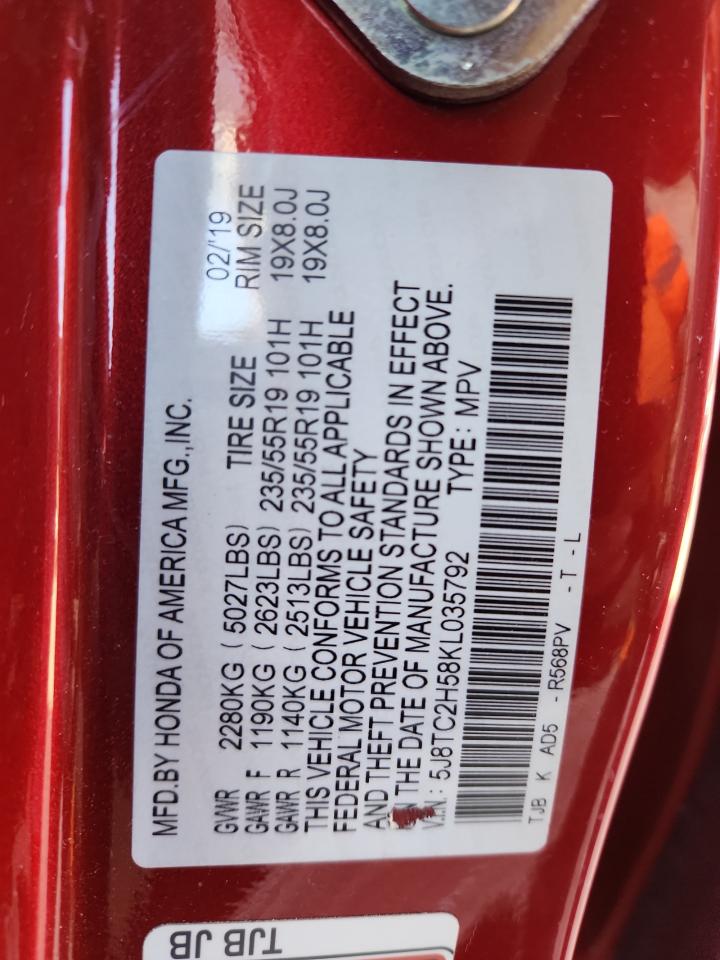 MFD.BY HONDA OF AMERICA MFG.,INC.
02/'19
GVWR 2280KG ( 5027LBS) TIRE SIZE RIM SIZE
GAWR F 1190KG ( 2623LBS) 235/55R19 101H 19X8.0J
GAWR R 1140KG ( 2513LBS) 235/55R19 101H 19X8.0J
THIS VEHICLE CONFORMS TO ALL APPLICABLE
FEDERAL MOTOR VEHICLE SAFETY
AND THEFT PREVENTION STANDARDS IN EFFECT
THE DATE OF MANUFACTURE SHOWN ABOVE.
V.I.N.: 5J8TC2H58KL035792 TYPE: MPV
TJB K AD5 -R568PV -T -L
TJB JB